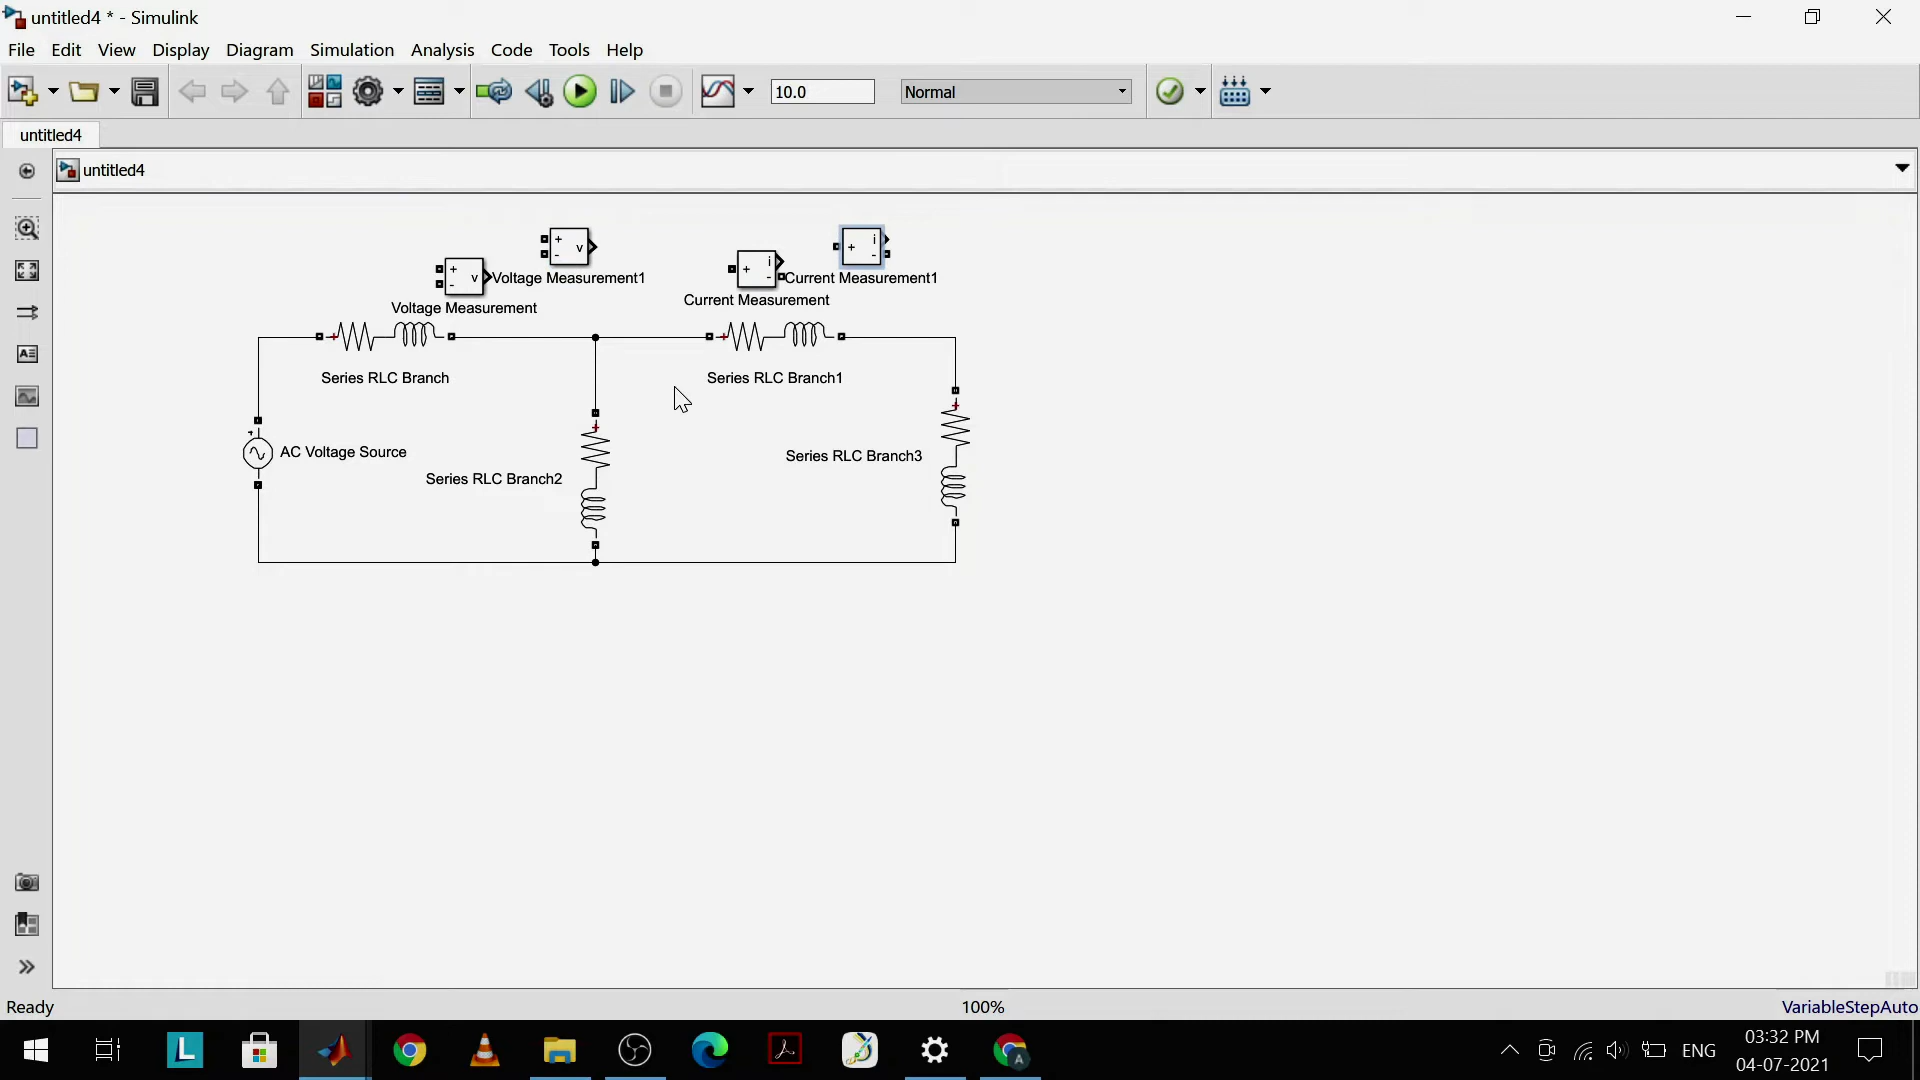 untitled4 * - Simulink
File Edit View Display Diagram Simulation Analysis Code Tools Help
10.0 Normal
untitled4
untitled4
+ - v
Voltage Measurement1
+ - v
Voltage Measurement
+ i -
Current Measurement1
+ i -
Current Measurement
Series RLC Branch
Series RLC Branch1
AC Voltage Source
Series RLC Branch2
Series RLC Branch3
Ready 100% VariableStepAuto
L ENG 03:32 PM
04-07-2021